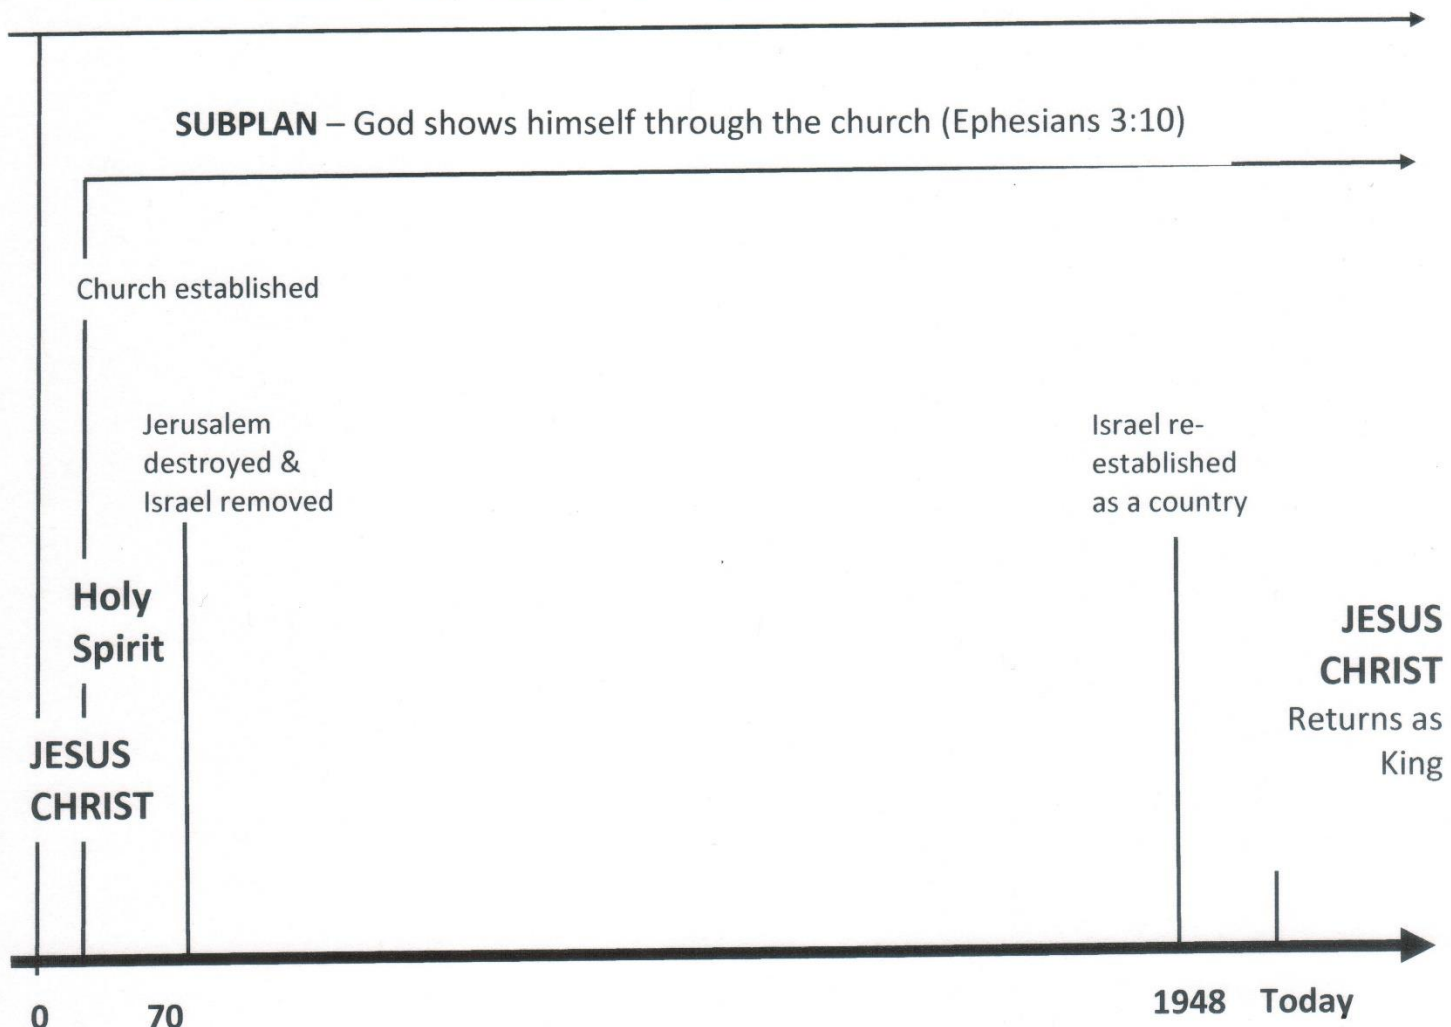 SUBPLAN – God shows himself through the church (Ephesians 3:10)
Church established
Jerusalem
destroyed &
Israel removed
Israel re-
established
as a country
Holy
Spirit
JESUS
CHRIST
JESUS
CHRIST
Returns as
King
0
70
1948
Today